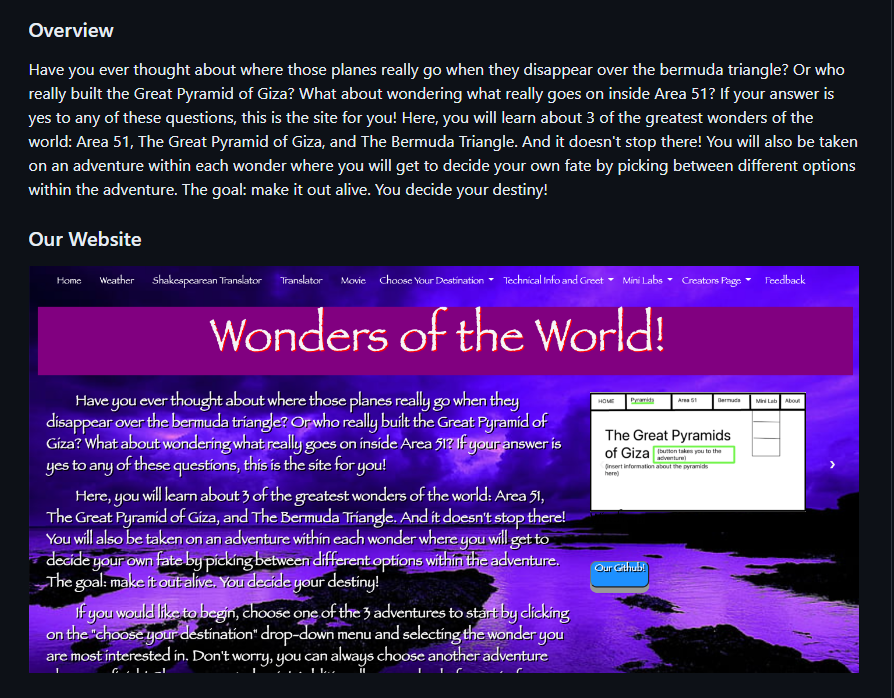 Overview
Have you ever thought about where those planes really go when they disappear over the bermuda triangle? Or who
really built the Great Pyramid of Giza? What about wondering what really goes on inside Area 51? If your answer is
yes to any of these questions, this is the site for you! Here, you will learn about 3 of the greatest wonders of the
world: Area 51, The Great Pyramid of Giza, and The Bermuda Triangle. And it doesn't stop there! You will also be taken
on an adventure within each wonder where you will get to decide your own fate by picking between different options
within the adventure. The goal: make it out alive. You decide your destiny!
Our Website
Home Weather Shakespearean Translator Translator Movie Choose Your Destination Technical Info and Greet Mini Labs Creators Page Feedback
Wonders of the World!
Have you ever thought about where those planes really go when they
disappear over the bermuda triangle? Or who really built the Great Pyramid of
Giza? What about wondering what really goes on inside Area 51? If your answer is
yes to any of these questions, this is the site for you!
Here, you will learn about 3 of the greatest wonders of the world: Area 51,
The Great Pyramid of Giza, and The Bermuda Triangle. And it doesn't stop there!
You will also be taken on an adventure within each wonder where you will get to
decide your own fate by picking between different options within the adventure.
The goal: make it out alive. You decide your destiny!
If you would like to begin, choose one of the 3 adventures to start by clicking
on the "choose your destination" drop-down menu and selecting the wonder you
are most interested in. Don't worry, you can always choose another adventure
HOME Pyramids Area 51 Bermuda Mini Lab About
The Great Pyramids
of Giza (button takes you to the
adventure)
(insert information about the pyramids
here)
Our Github!